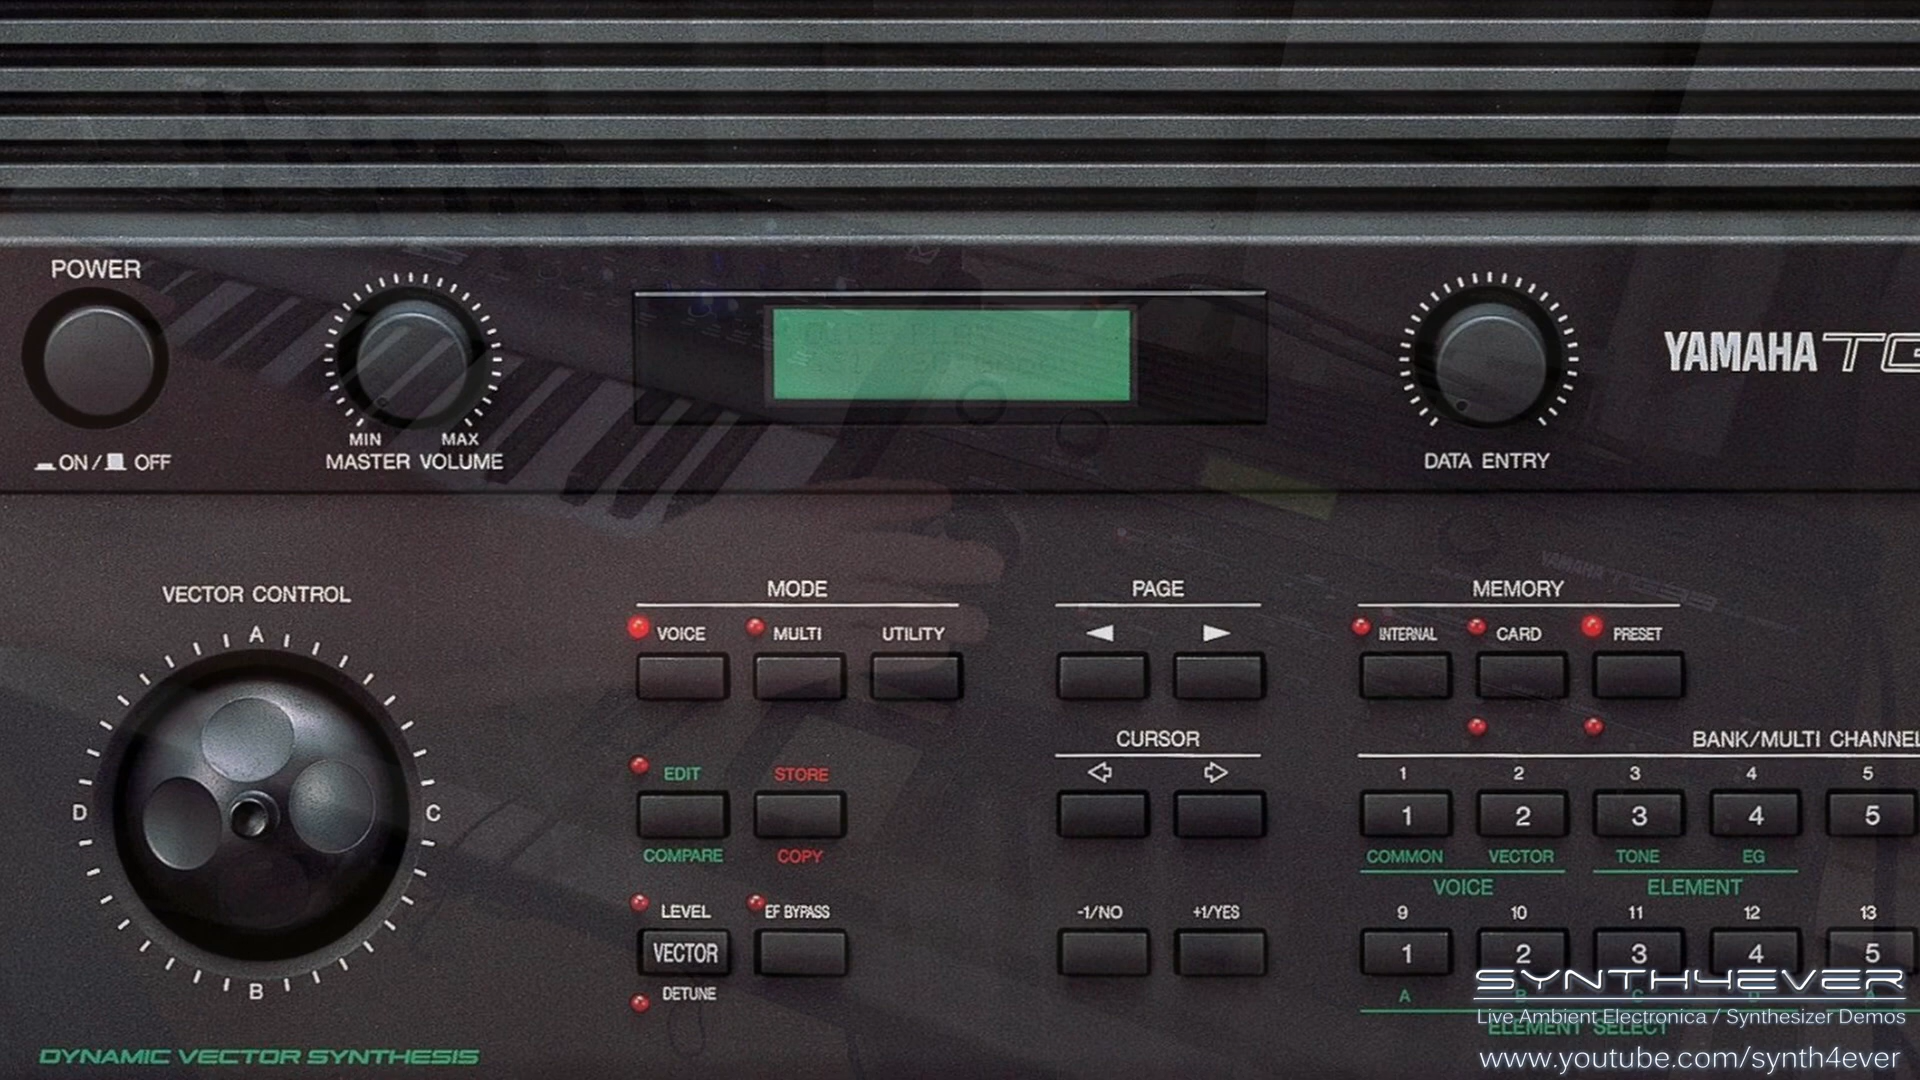 POWER
ON / OFF
MIN MAX
MASTER VOLUME
DATA ENTRY
YAMAHA TG
VECTOR CONTROL
A
D C
B
DYNAMIC VECTOR SYNTHESIS
MODE
VOICE MULTI UTILITY
EDIT STORE
COMPARE COPY
LEVEL EF BYPASS
VECTOR
DETUNE
PAGE
CURSOR
-1/NO +1/YES
MEMORY
INTERNAL CARD PRESET
BANK/MULTI CHANNEL
1 2 3 4 5
1 2 3 4 5
COMMON VECTOR TONE EG
VOICE ELEMENT
9 10 11 12 13
1 2 3 4 5
A B C D
ELEMENT SELECT
SYNTH4EVER
Live Ambient Electronica / Synthesizer Demos
www.youtube.com/synth4ever